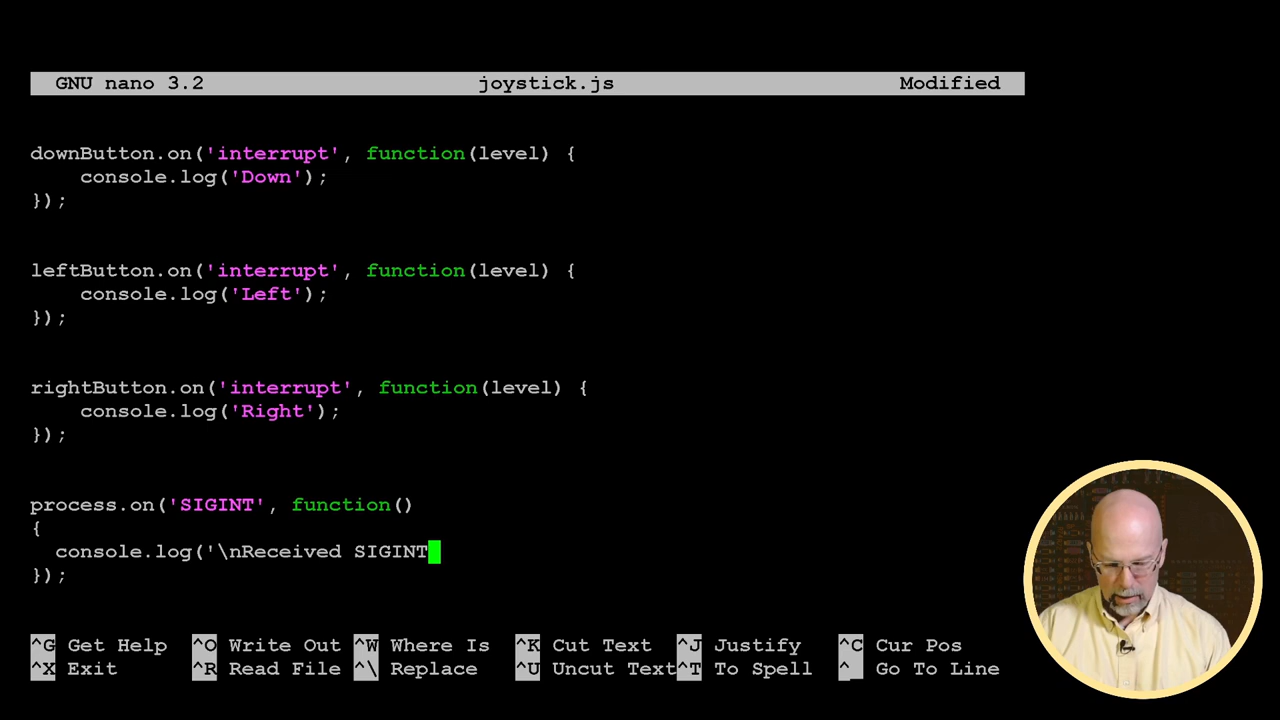 GNU nano 3.2 joystick.js Modified
downButton.on('interrupt', function(level) {
console.log('Down');
});
leftButton.on('interrupt', function(level) {
console.log('Left');
});
rightButton.on('interrupt', function(level) {
console.log('Right');
});
process.on('SIGINT', function()
{
console.log('\nReceived SIGINT
});
^G Get Help ^O Write Out ^W Where Is ^K Cut Text ^J Justify ^C Cur Pos
^X Exit ^R Read File ^\ Replace ^U Uncut Text ^T To Spell ^_ Go To Line